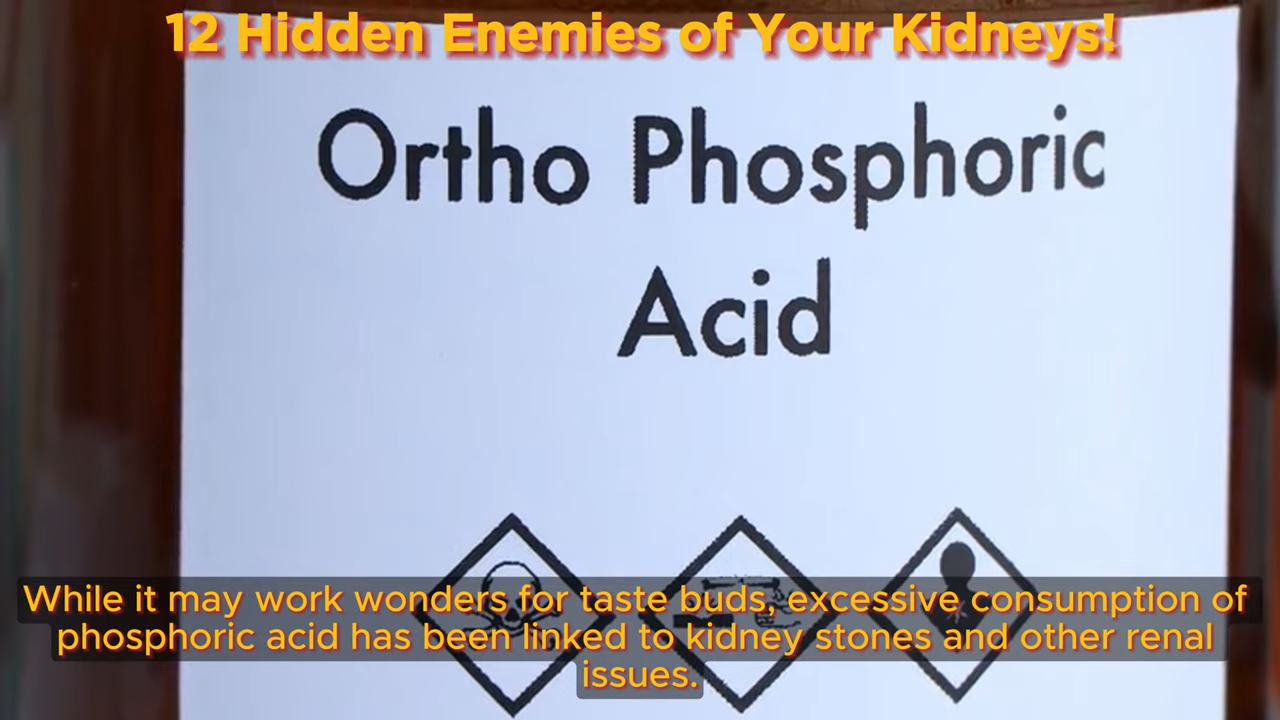 12 Hidden Enemies of Your Kidneys!
Ortho Phosphoric
Acid
While it may work wonders for taste buds, excessive consumption of
phosphoric acid has been linked to kidney stones and other renal
issues.